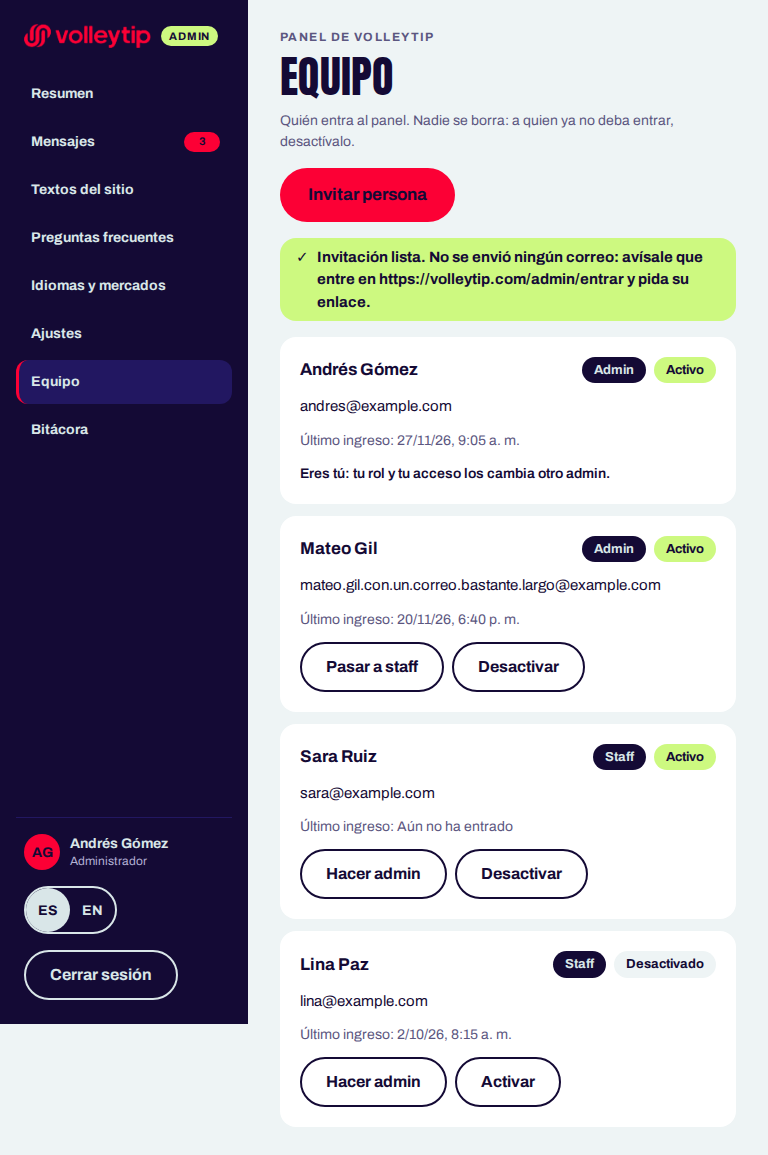 volleytip ADMIN
Resumen
Mensajes 3
Textos del sitio
Preguntas frecuentes
Idiomas y mercados
Ajustes
Equipo
Bitácora
AG Andrés Gómez
Administrador
ES EN
Cerrar sesión
PANEL DE VOLLEYTIP
EQUIPO
Quién entra al panel. Nadie se borra: a quien ya no deba entrar,
desactívalo.
Invitar persona
✓ Invitación lista. No se envió ningún correo: avísale que
entre en https://volleytip.com/admin/entrar y pida su
enlace.
Andrés Gómez Admin Activo
andres@example.com
Último ingreso: 27/11/26, 9:05 a. m.
Eres tú: tu rol y tu acceso los cambia otro admin.
Mateo Gil Admin Activo
mateo.gil.con.un.correo.bastante.largo@example.com
Último ingreso: 20/11/26, 6:40 p. m.
Pasar a staff Desactivar
Sara Ruiz Staff Activo
sara@example.com
Último ingreso: Aún no ha entrado
Hacer admin Desactivar
Lina Paz Staff Desactivado
lina@example.com
Último ingreso: 2/10/26, 8:15 a. m.
Hacer admin Activar